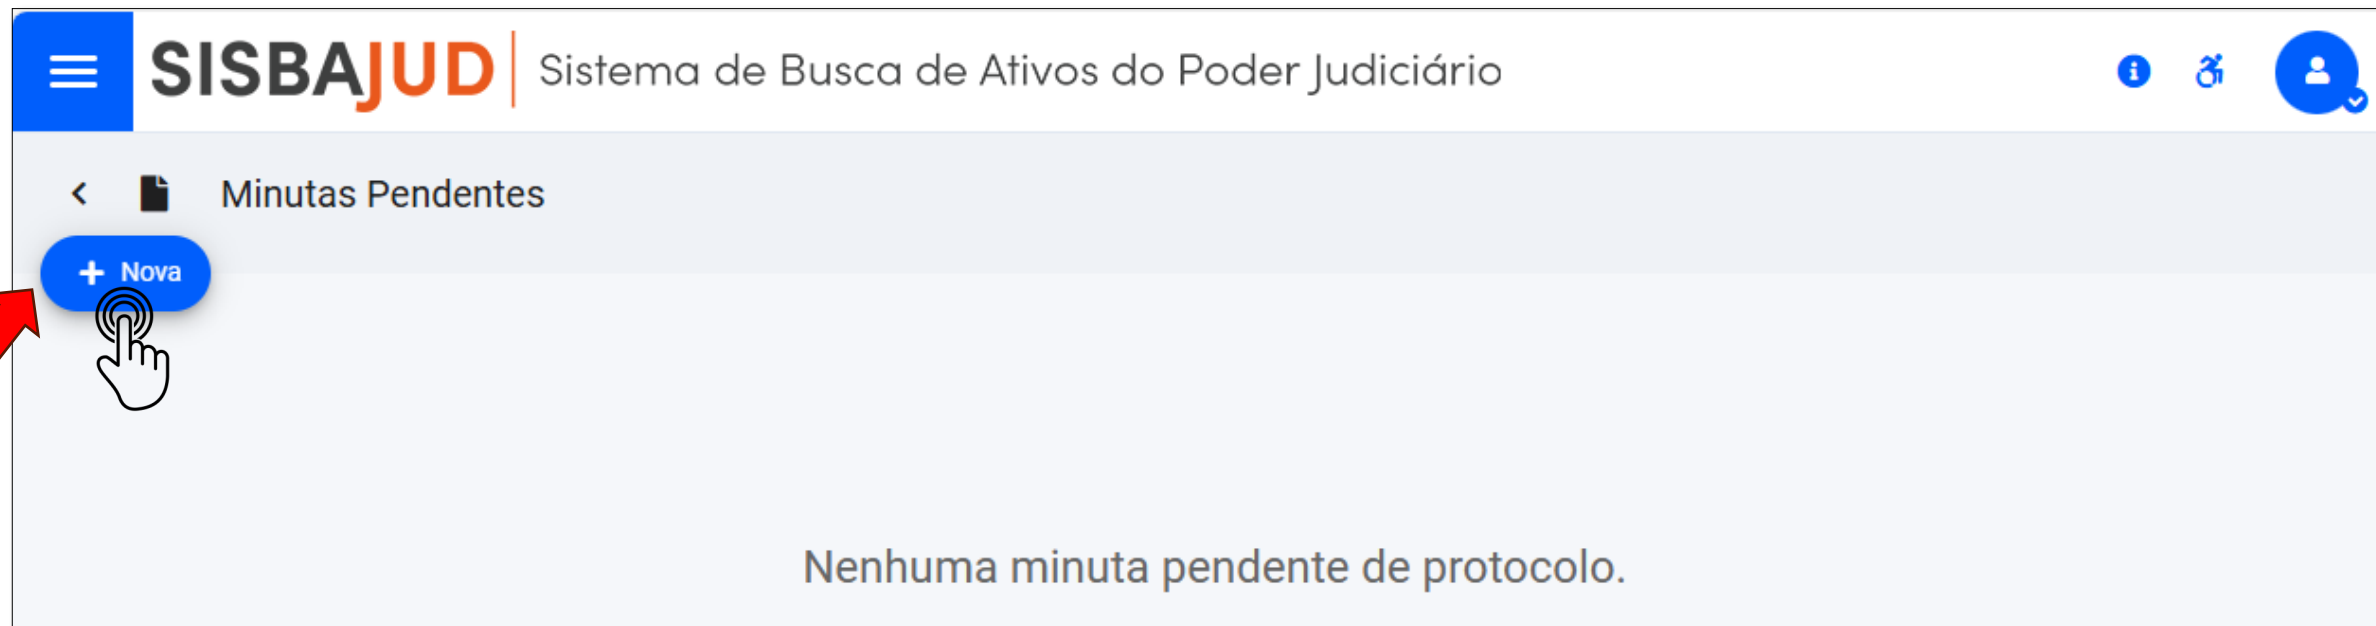 SISBAJUD Sistema de Busca de Ativos do Poder Judiciário
Minutas Pendentes
Nova
Nenhuma minuta pendente de protocolo.